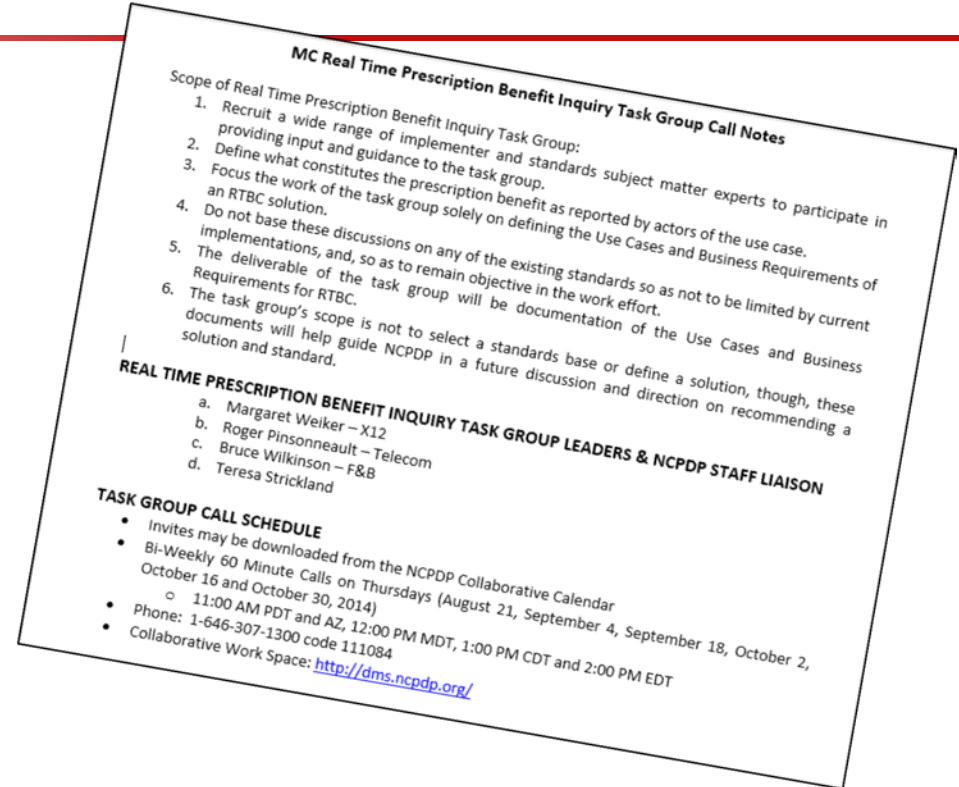 MC Real Time Prescription Benefit Inquiry Task Group Call Notes
Scope of Real Time Prescription Benefit Inquiry Task Group:
1. Recruit a wide range of implementer and standards subject matter experts to participate in
providing input and guidance to the task group.
2. Define what constitutes the prescription benefit as reported by actors of the use case.
3. Focus the work of the task group solely on defining the Use Cases and Business Requirements of
an RTBC solution.
4. Do not base these discussions on any of the existing standards so as not to be limited by current
implementations, and, so as to remain objective in the work effort.
5. The deliverable of the task group will be documentation of the Use Cases and Business
Requirements for RTBC.
6. The task group's scope is not to select a standards base or define a solution, though, these
documents will help guide NCPDP in a future discussion and direction on recommending a
solution and standard.
REAL TIME PRESCRIPTION BENEFIT INQUIRY TASK GROUP LEADERS & NCPDP STAFF LIAISON
a. Margaret Weiker – X12
b. Roger Pinsonneault – Telecom
c. Bruce Wilkinson – F&B
d. Teresa Strickland
TASK GROUP CALL SCHEDULE
• Invites may be downloaded from the NCPDP Collaborative Calendar
• Bi-Weekly 60 Minute Calls on Thursdays (August 21, September 4, September 18, October 2,
October 16 and October 30, 2014)
o 11:00 AM PDT and AZ, 12:00 PM MDT, 1:00 PM CDT and 2:00 PM EDT
• Phone: 1-646-307-1300 code 111084
• Collaborative Work Space: http://dms.ncpdp.org/